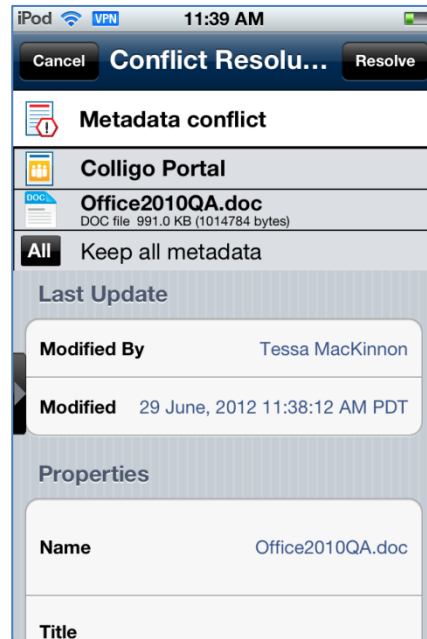 iPod VPN 11:39 AM
Cancel Conflict Resolu... Resolve
Metadata conflict
Colligo Portal
DOC Office2010QA.doc
DOC file 991.0 KB (1014784 bytes)
All Keep all metadata
Last Update
Modified By Tessa MacKinnon
Modified 29 June, 2012 11:38:12 AM PDT
Properties
Name Office2010QA.doc
Title